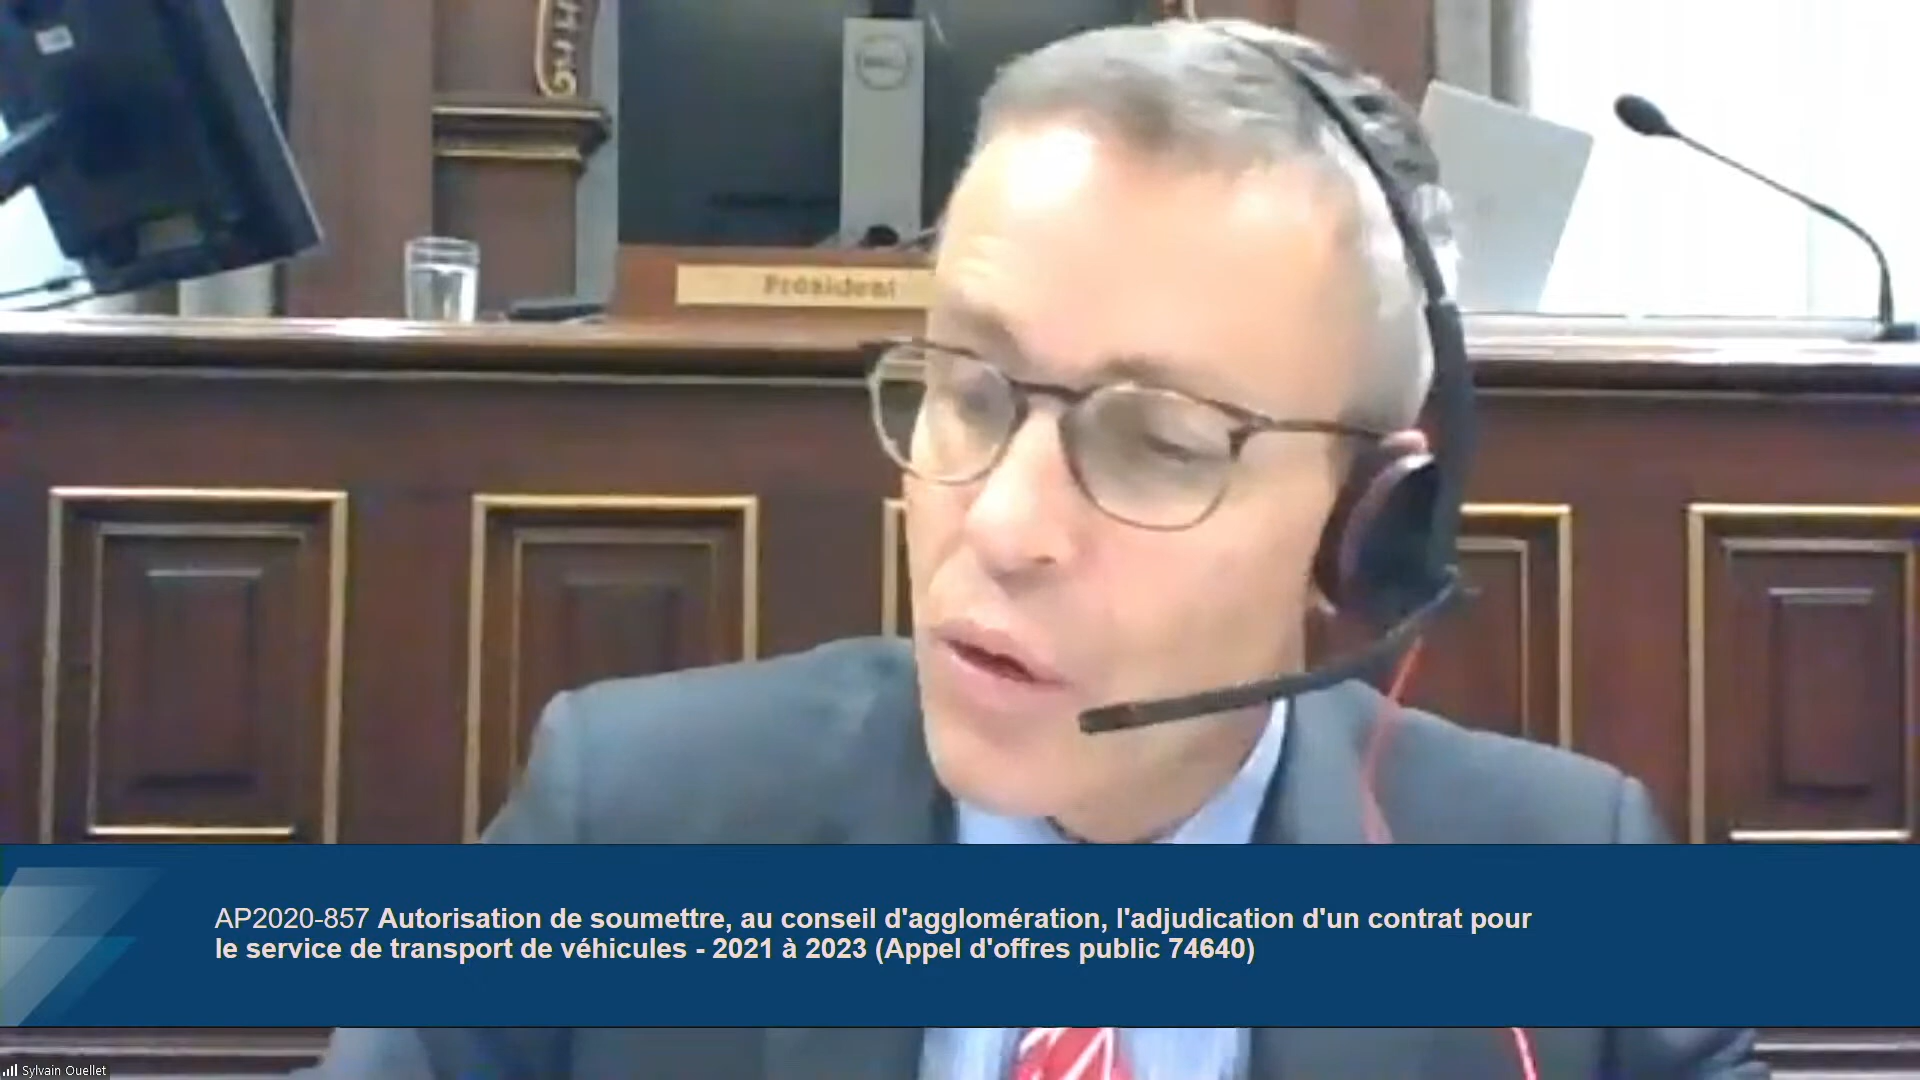 DELL
Président
AP2020-857 Autorisation de soumettre, au conseil d'agglomération, l'adjudication d'un contrat pour
le service de transport de véhicules - 2021 à 2023 (Appel d'offres public 74640)
Sylvain Ouellet